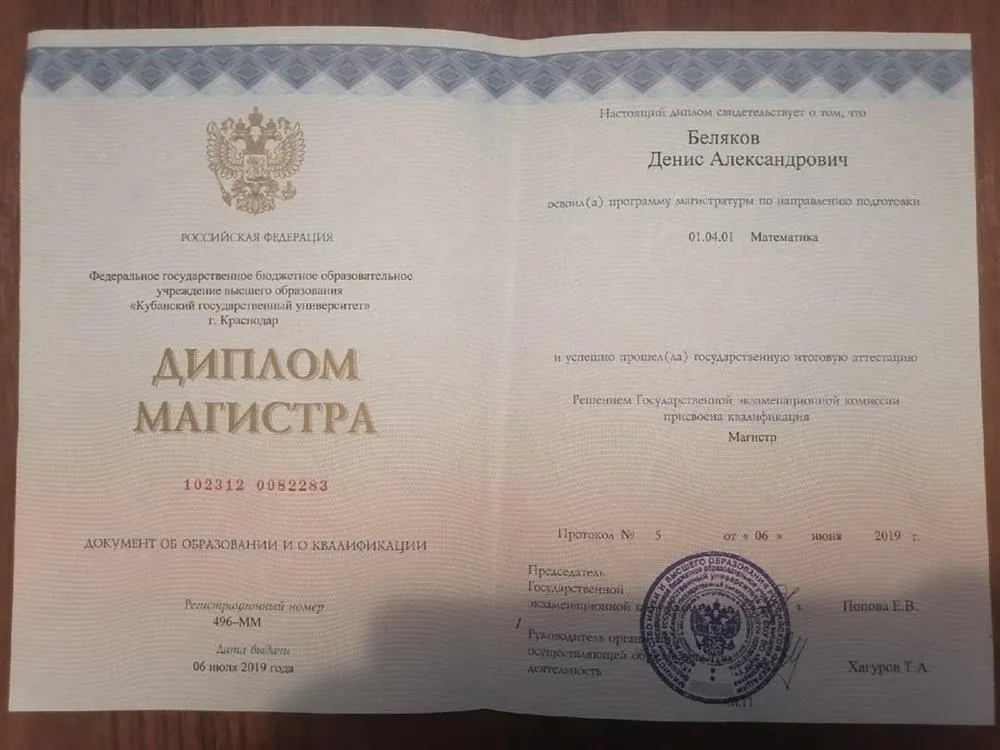 РОССИЙСКАЯ ФЕДЕРАЦИЯ
Федеральное государственное бюджетное образовательное
учреждение высшего образования
«Кубанский государственный университет»
г. Краснодар
ДИПЛОМ
МАГИСТРА
102312 0082283
ДОКУМЕНТ ОБ ОБРАЗОВАНИИ И О КВАЛИФИКАЦИИ
Регистрационный номер
496–ММ
Дата выдачи
06 июля 2019 года
Настоящий диплом свидетельствует о том, что
Беляков
Денис Александрович
освоил(а) программу магистратуры по направлению подготовки
01.04.01 Математика
и успешно прошел(ла) государственную итоговую аттестацию
Решением Государственной экзаменационной комиссии
присвоена квалификация
Магистр
Протокол № 5 от « 06 » июня 2019 г.
Председатель
Государственной
экзаменационной
Попова Е.В.
Руководитель
осуществляющей
деятельность
Хагуров Т.А.
М.П.